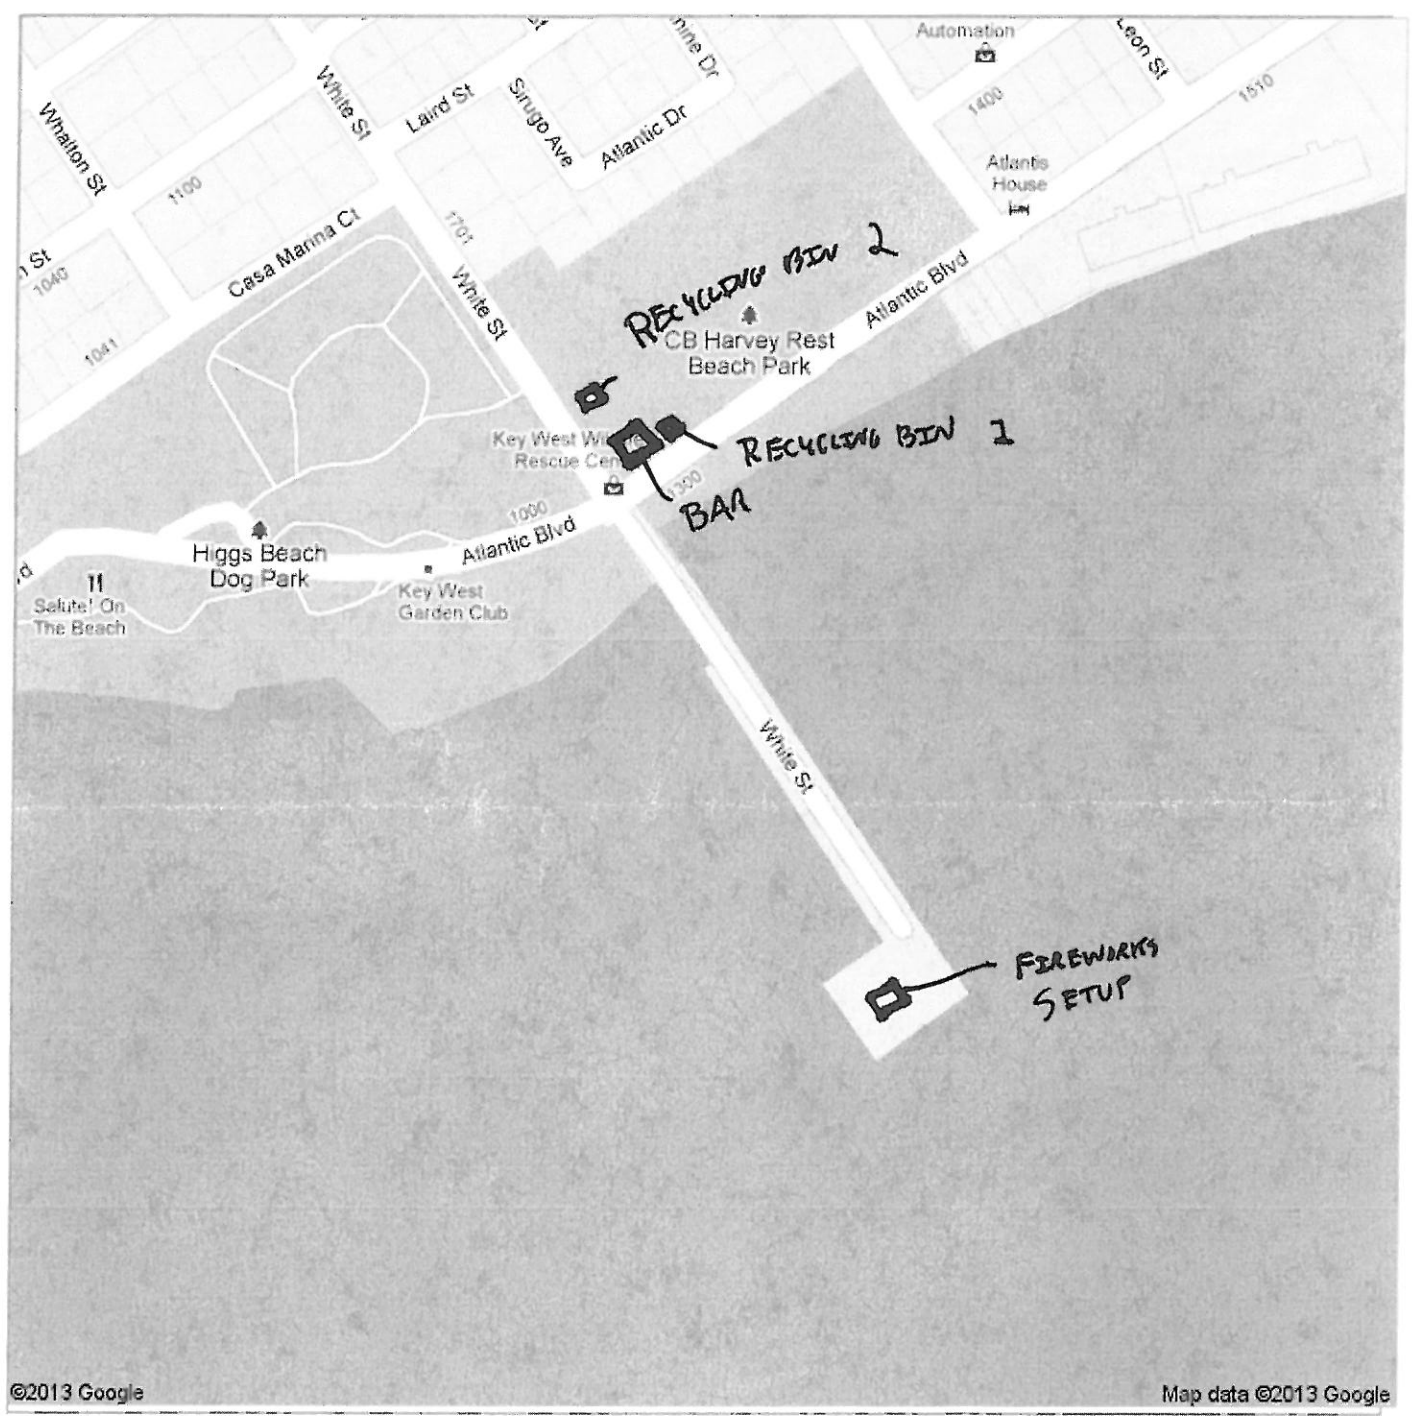 Automation
Leon St
White St
Laird St
Sirugo Ave
Atlantic Dr
1400
1510
Whalton St
1100
Atlantis
House
1701
Casa Marina Ct
1040
White St
RECYCLING BIN 2
Atlantic Blvd
CB Harvey Rest
Beach Park
1041
Key West
Rescue
RECYCLING BIN 1
1300
BAR
1000
Atlantic Blvd
Higgs Beach
Dog Park
Key West
Garden Club
Salute! On
The Beach
White St
FIREWORKS
SETUP
©2013 Google
Map data ©2013 Google